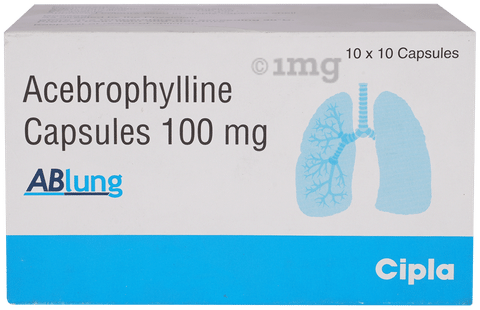 10 x 10 Capsules
©1mg
Acebrophylline
Capsules 100 mg
ABlung
Cipla